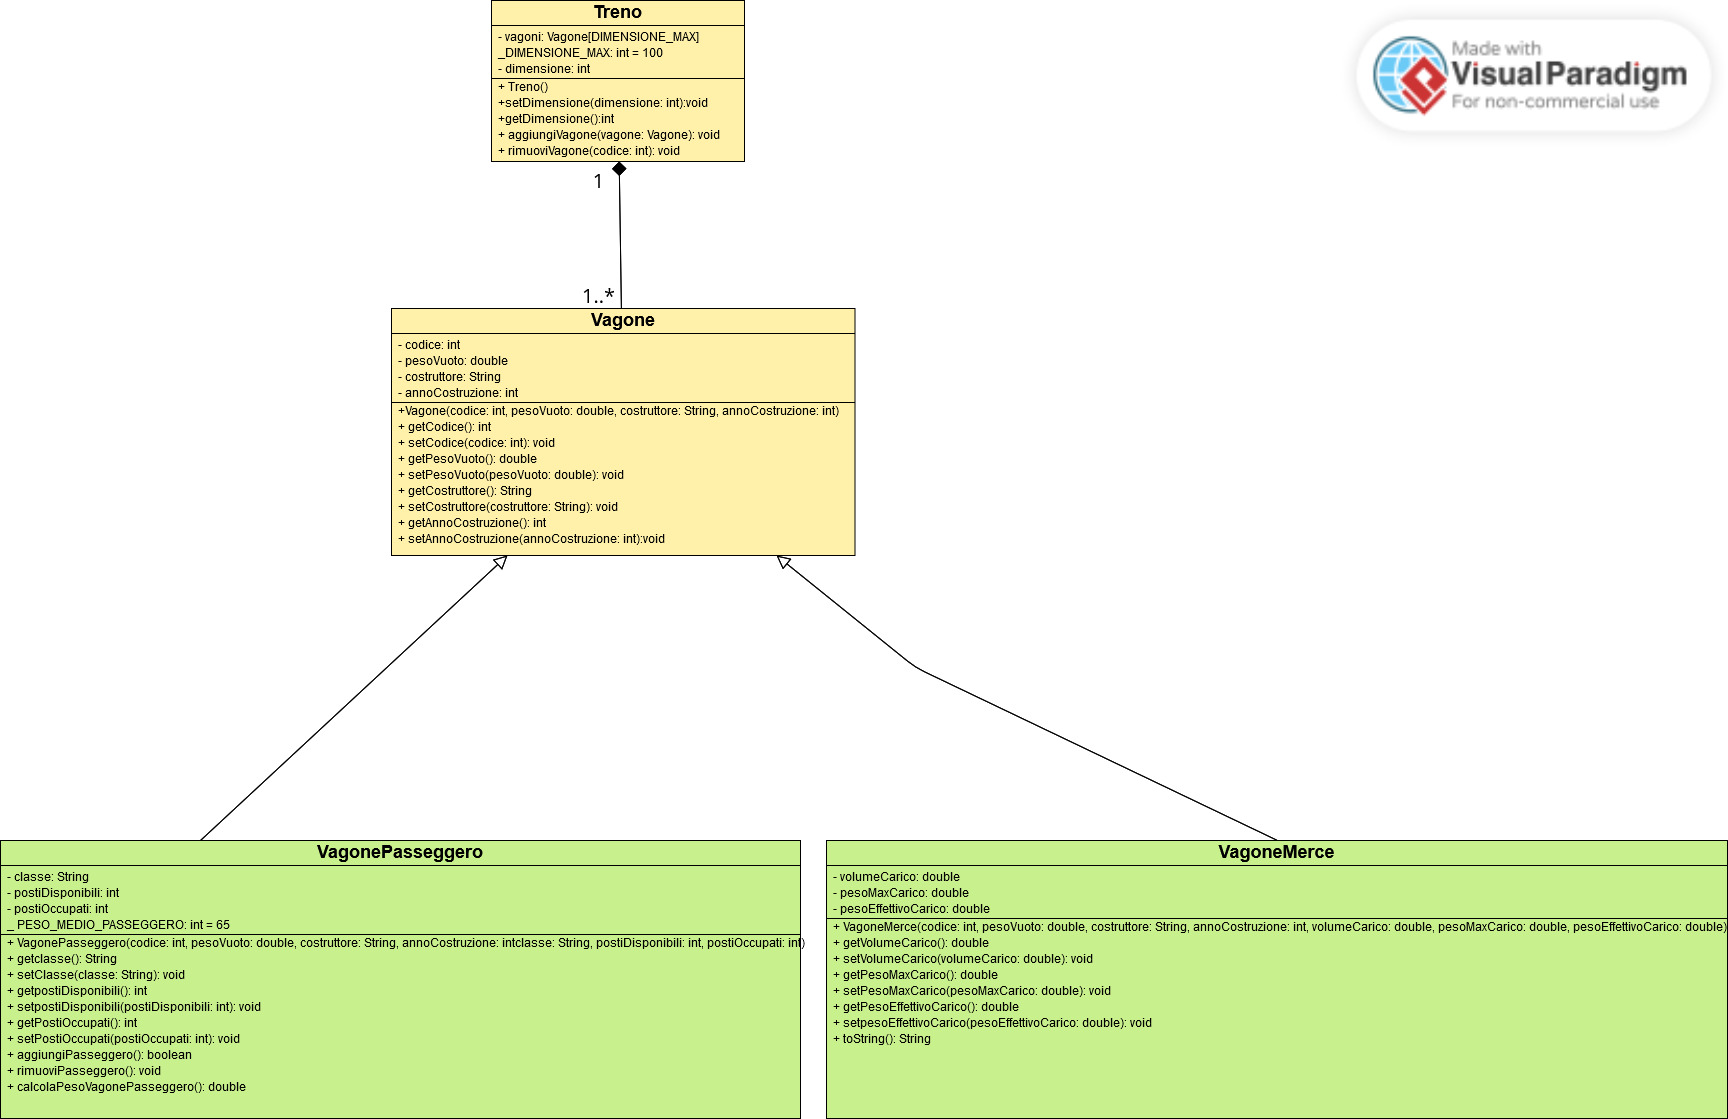 Treno
- vagoni: Vagone[DIMENSIONE_MAX]
_DIMENSIONE_MAX: int = 100
- dimensione: int
+ Treno()
+setDimensione(dimensione: int):void
+getDimensione():int
+ aggiungiVagone(vagone: Vagone): void
+ rimuoviVagone(codice: int): void
Made with
Visual Paradigm
For non-commercial use
1
1..*
Vagone
- codice: int
- pesoVuoto: double
- costruttore: String
- annoCostruzione: int
+Vagone(codice: int, pesoVuoto: double, costruttore: String, annoCostruzione: int)
+ getCodice(): int
+ setCodice(codice: int): void
+ getPesoVuoto(): double
+ setPesoVuoto(pesoVuoto: double): void
+ getCostruttore(): String
+ setCostruttore(costruttore: String): void
+ getAnnoCostruzione(): int
+ setAnnoCostruzione(annoCostruzione: int):void
VagonePasseggero
- classe: String
- postiDisponibili: int
- postiOccupati: int
_ PESO_MEDIO_PASSEGGERO: int = 65
+ VagonePasseggero(codice: int, pesoVuoto: double, costruttore: String, annoCostruzione: intclasse: String, postiDisponibili: int, postiOccupati: int)
+ getclasse(): String
+ setClasse(classe: String): void
+ getpostiDisponibili(): int
+ setpostiDisponibili(postiDisponibili: int): void
+ getPostiOccupati(): int
+ setPostiOccupati(postiOccupati: int): void
+ aggiungiPasseggero(): boolean
+ rimuoviPasseggero(): void
+ calcolaPesoVagonePasseggero(): double
VagoneMerce
- volumeCarico: double
- pesoMaxCarico: double
- pesoEffettivoCarico: double
+ VagoneMerce(codice: int, pesoVuoto: double, costruttore: String, annoCostruzione: int, volumeCarico: double, pesoMaxCarico: double, pesoEffettivoCarico: double)
+ getVolumeCarico(): double
+ setVolumeCarico(volumeCarico: double): void
+ getPesoMaxCarico(): double
+ setPesoMaxCarico(pesoMaxCarico: double): void
+ getPesoEffettivoCarico(): double
+ setpesoEffettivoCarico(pesoEffettivoCarico: double): void
+ toString(): String